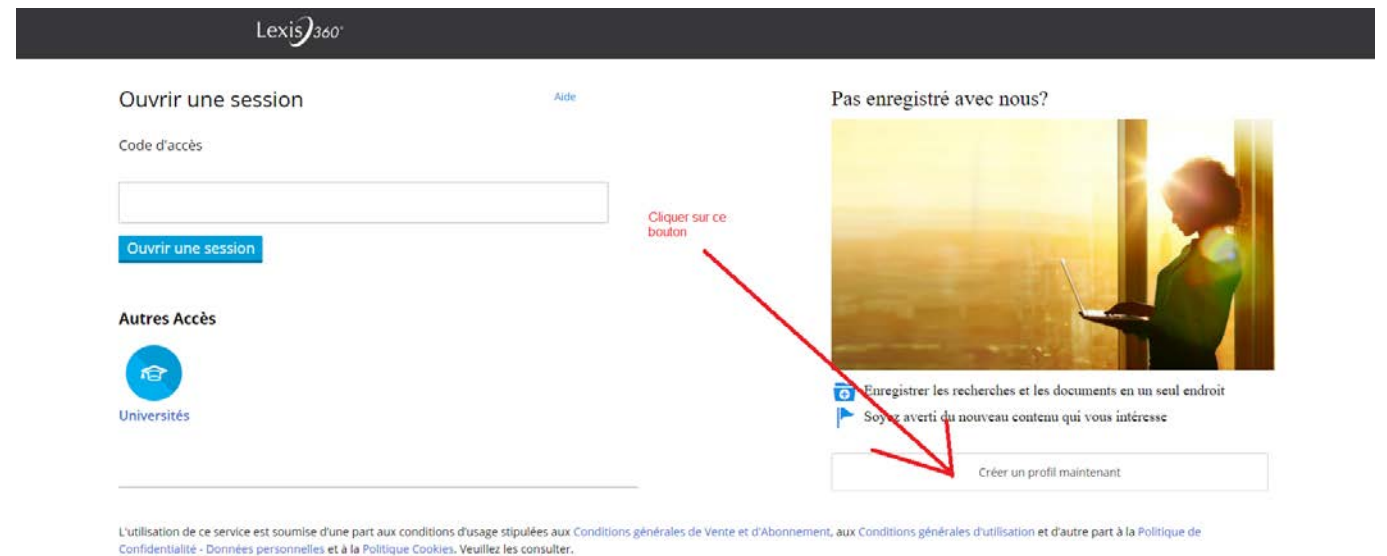 Lexis 360°
Ouvrir une session
Aide
Code d'accès
Ouvrir une session
Autres Accès
Universités
Cliquer sur ce
bouton
Pas enregistré avec nous?
Enregistrer les recherches et les documents en un seul endroit
Soyez averti du nouveau contenu qui vous intéresse
Créer un profil maintenant
L'utilisation de ce service est soumise d'une part aux conditions d'usage stipulées aux Conditions générales de Vente et d'Abonnement, aux Conditions générales d'utilisation et d'autre part à la Politique de
Confidentialité - Données personnelles et à la Politique Cookies. Veuillez les consulter.